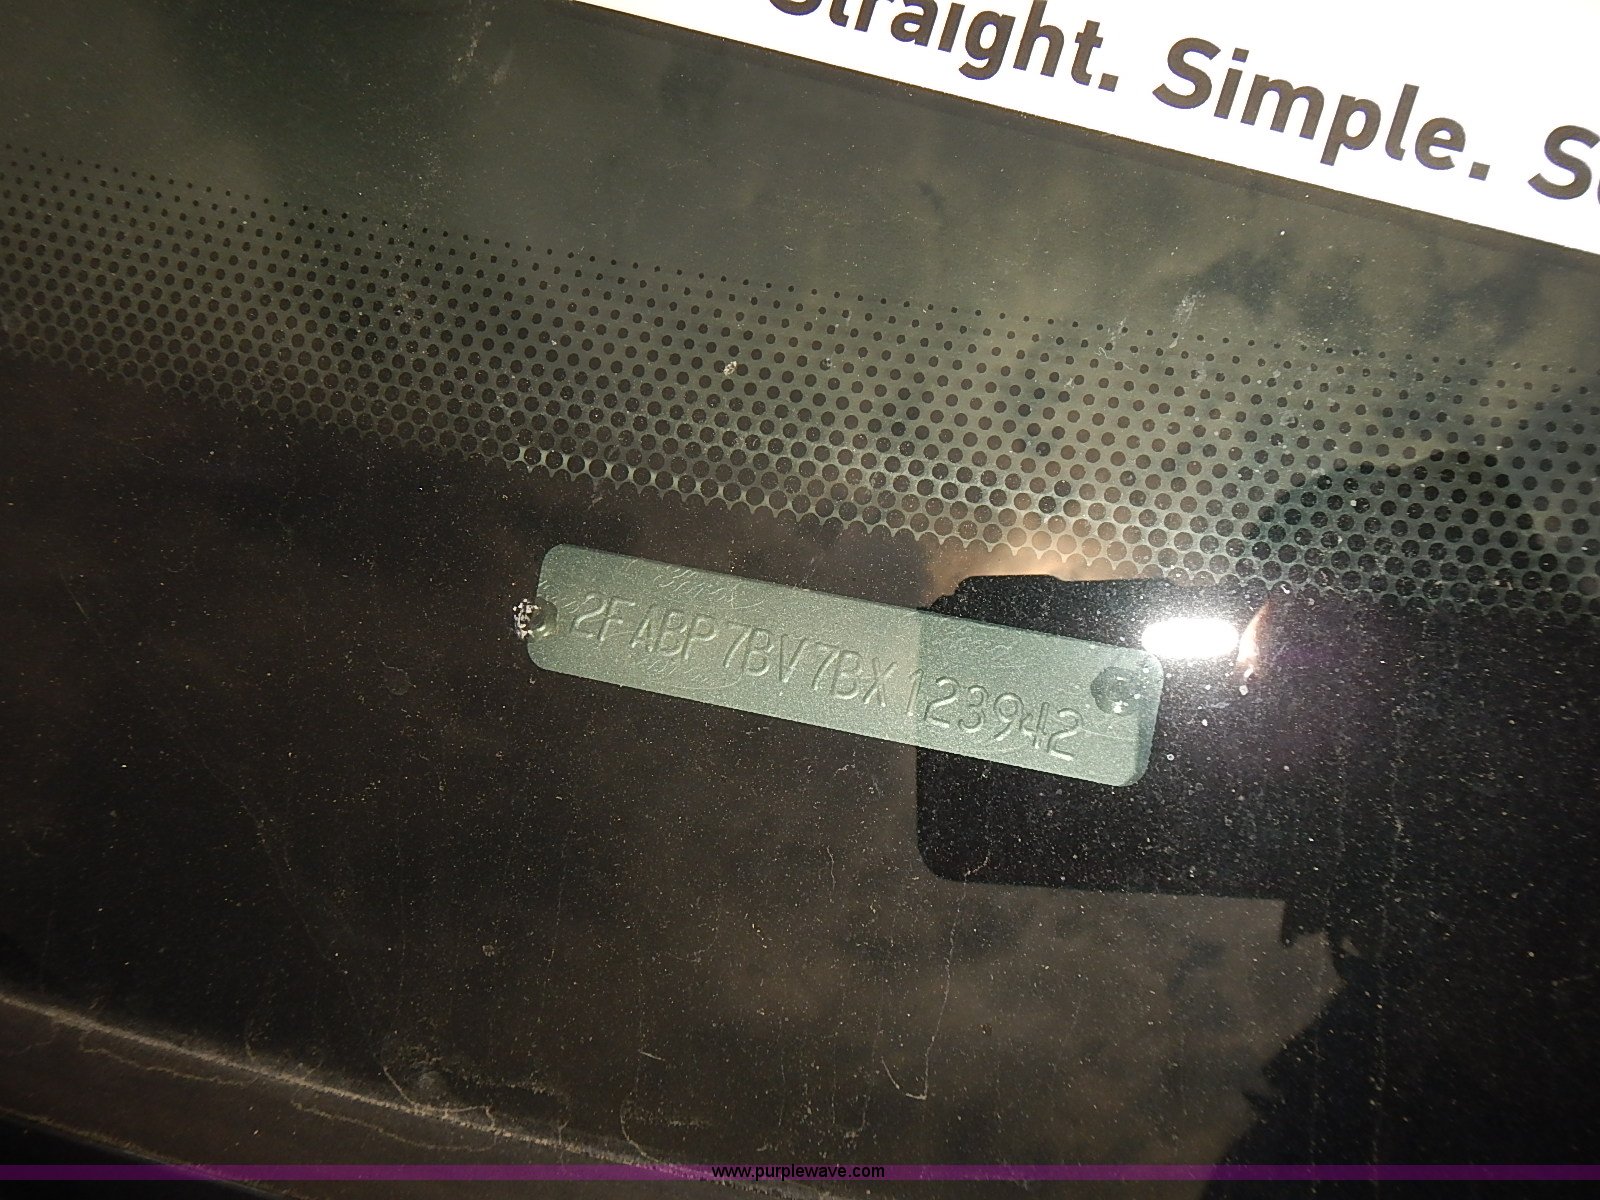 Straight. Simple. S
2FABP7BV7BX123942
www.purplewave.com